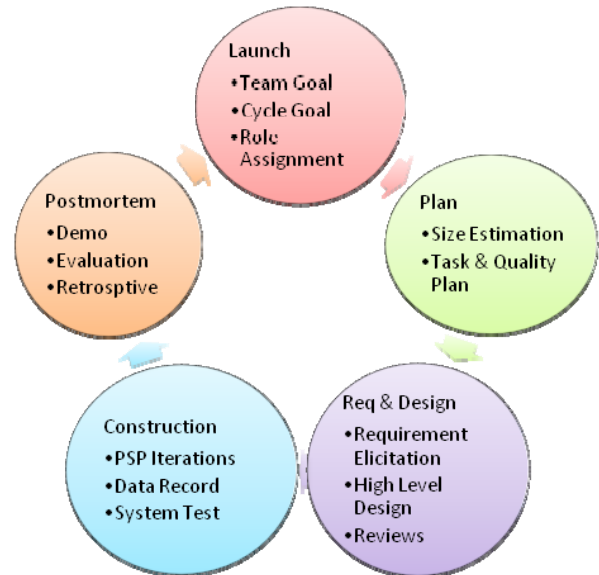 Launch
•Team Goal
•Cycle Goal
•Role
Assignment
Plan
•Size Estimation
•Task & Quality
Plan
Req & Design
•Requirement
Elicitation
•High Level
Design
•Reviews
Construction
•PSP Iterations
•Data Record
•System Test
Postmortem
•Demo
•Evaluation
•Retrosptive